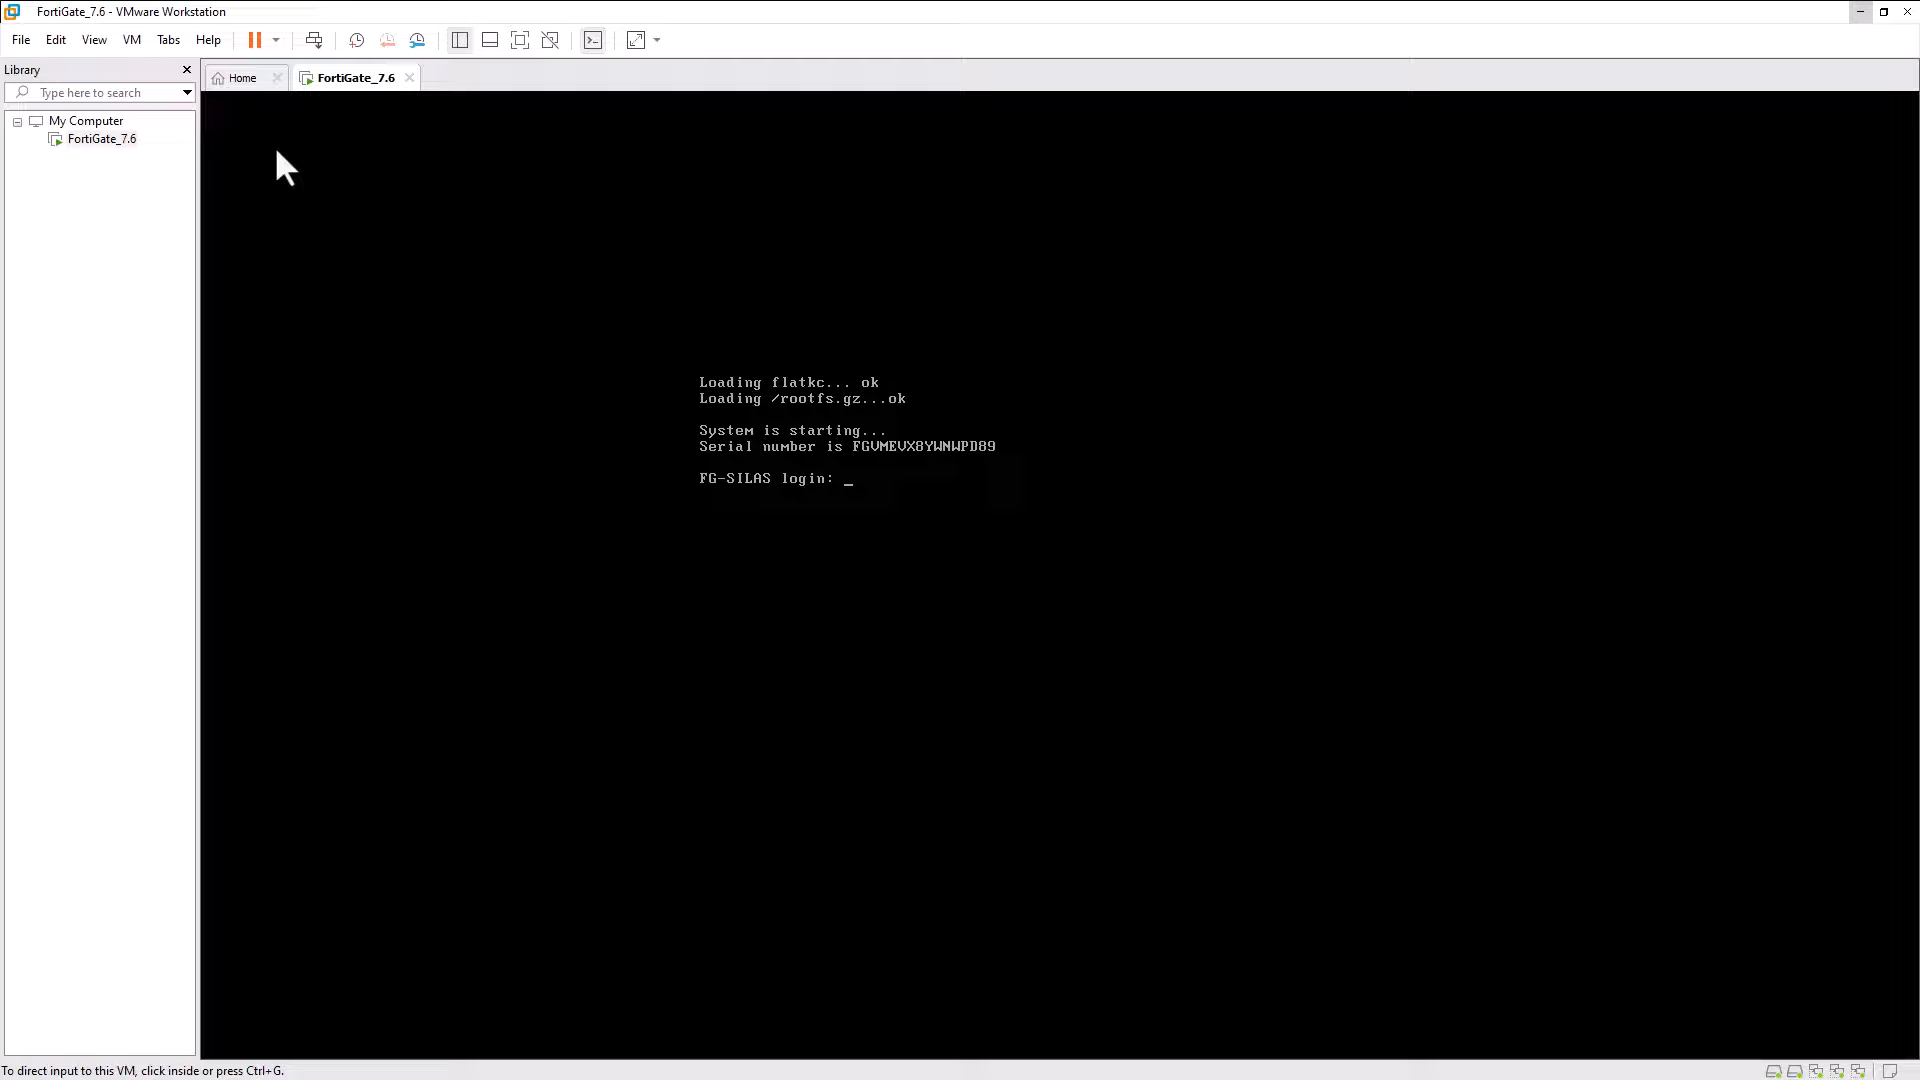 FortiGate_7.6 - VMware Workstation
File Edit View VM Tabs Help
Library
Home FortiGate_7.6
Type here to search
My Computer
FortiGate_7.6
Loading flatkc... ok
Loading /rootfs.gz...ok
System is starting...
Serial number is FGVMEVX8YWNWPD89
FG-SILAS login: _
To direct input to this VM, click inside or press Ctrl+G.